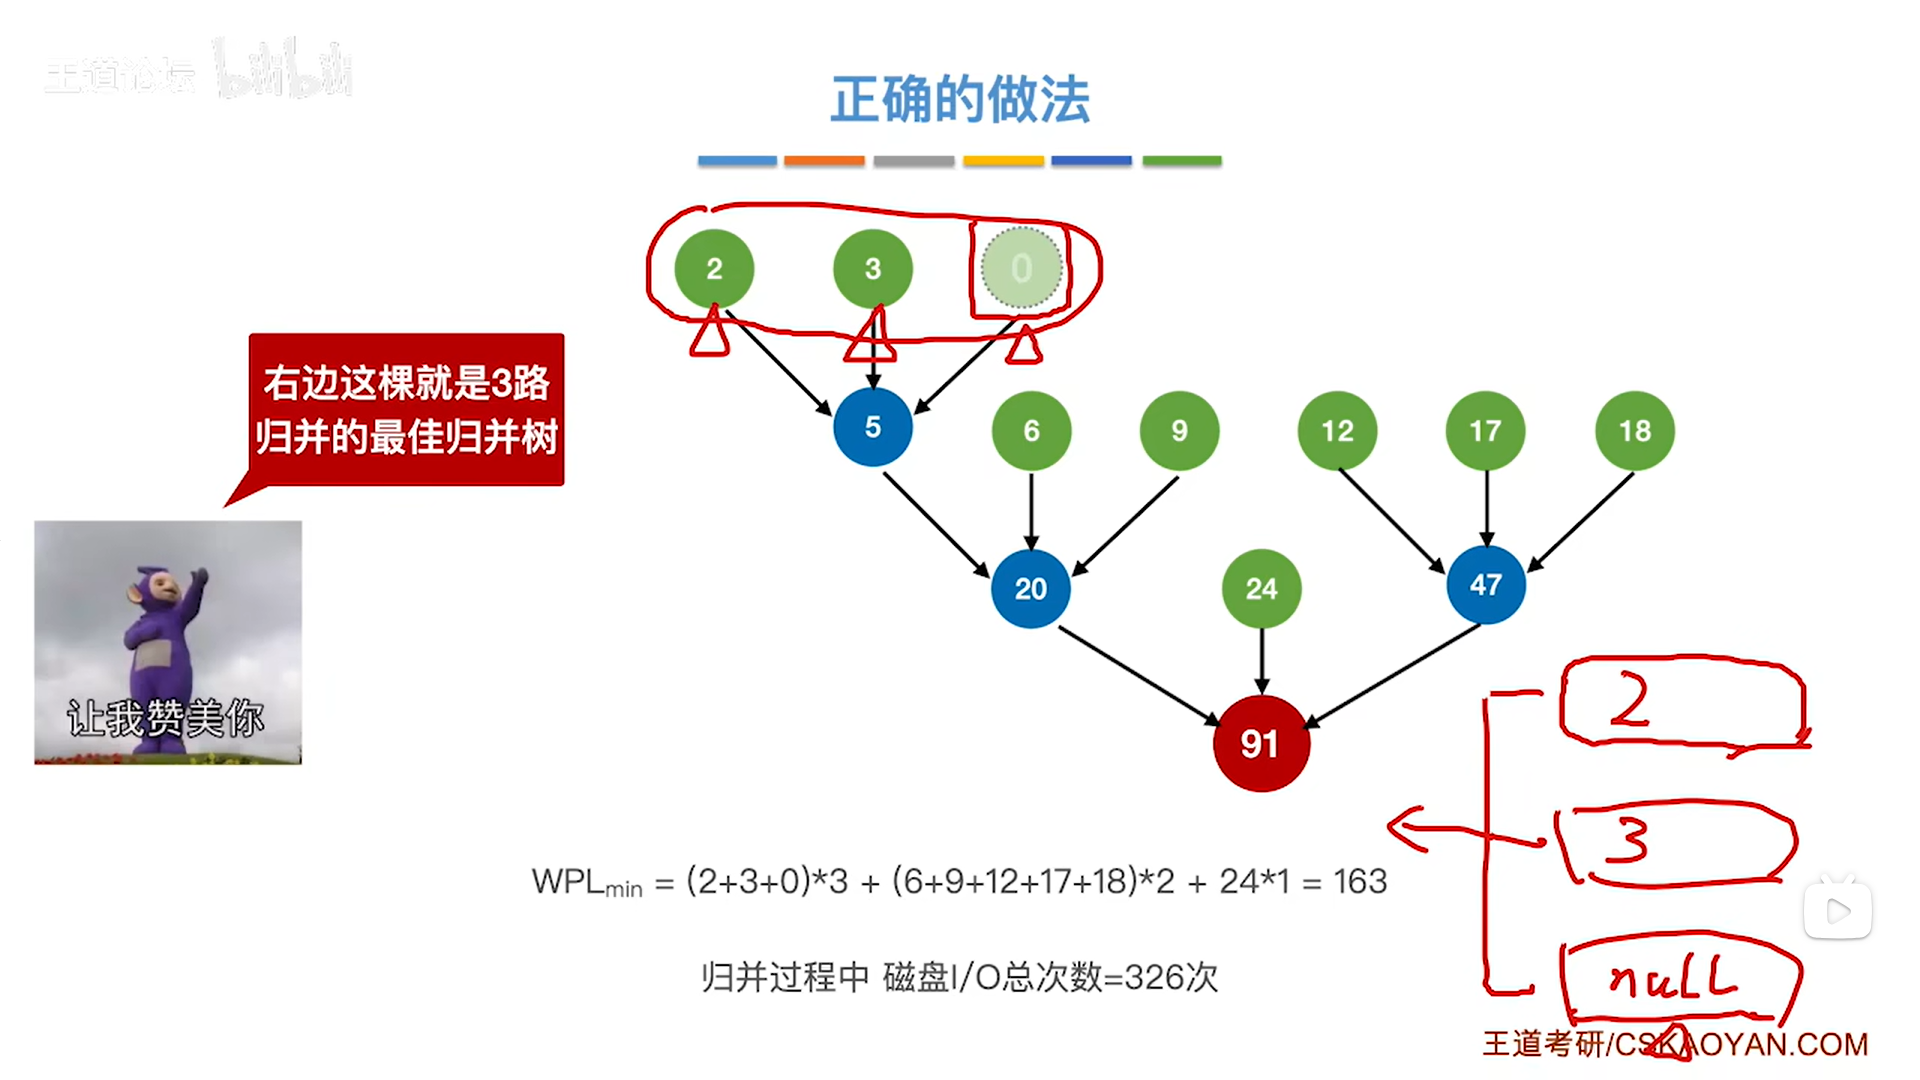 王道论坛 bilibili
正确的做法
2 3 0
右边这棵就是3路
归并的最佳归并树
5 6 9 12 17 18
20 24 47
让我赞美你
91
2
3
null
WPLmin = (2+3+0)*3 + (6+9+12+17+18)*2 + 24*1 = 163
归并过程中 磁盘I/O总次数=326次
王道考研/CSKAOYAN.COM